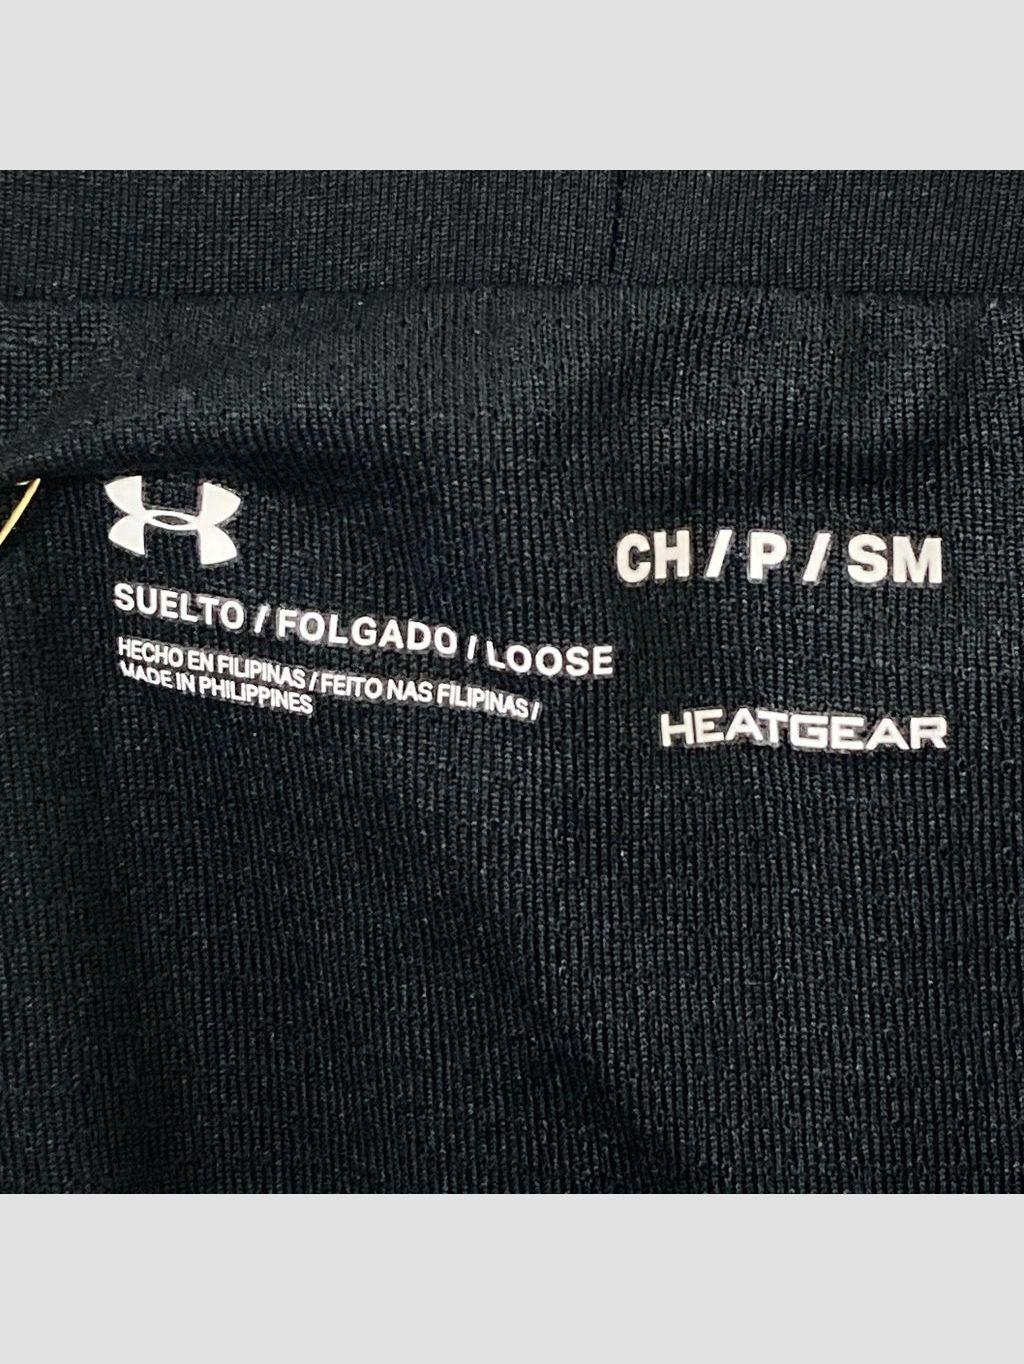 CH / P / SM
SUELTO / FOLGADO / LOOSE
HECHO EN FILIPINAS / FEITO NAS FILIPINAS /
MADE IN PHILIPPINES
HEATGEAR